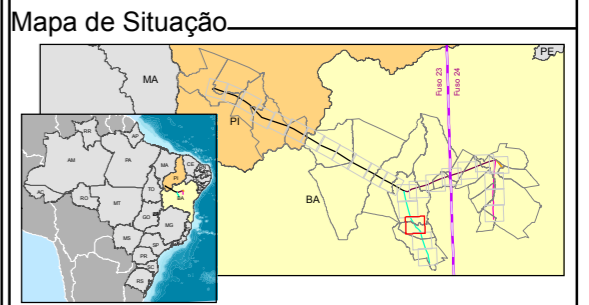 Mapa de Situação
MA
PI
BA
PE
Fuso 23
Fuso 24
RR
AP
AM
PA
MA
CE
PI
AC
RO
TO
BA
MT
GO
MG
MS
SP
PR
SC
RS